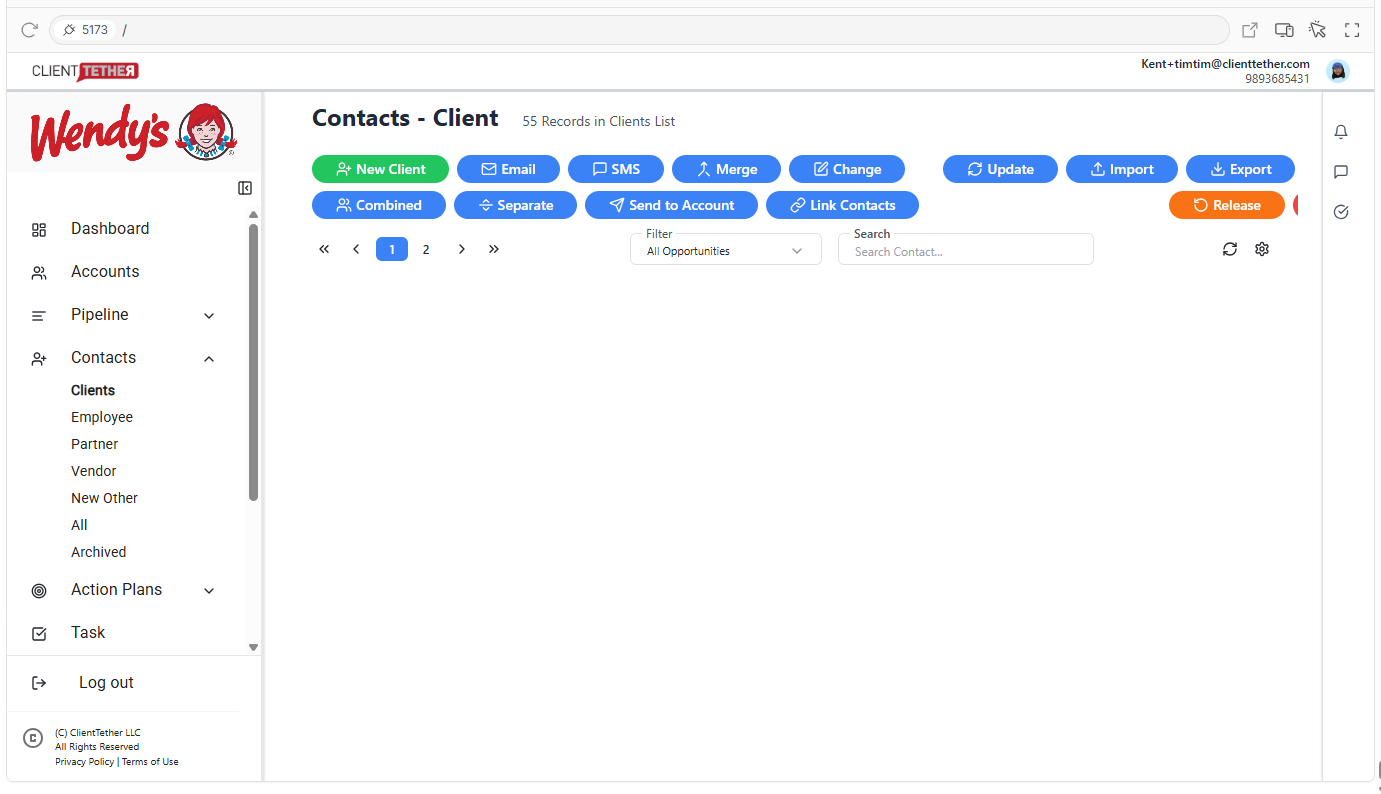 5173 /
CLIENTTETHER
Kent+timtim@clienttether.com
9893685431
Wendy's
Contacts - Client
55 Records in Clients List
New Client
Email
SMS
Merge
Change
Update
Import
Export
Combined
Separate
Send to Account
Link Contacts
Release
1
2
Filter
All Opportunities
Search
Search Contact...
Dashboard
Accounts
Pipeline
Contacts
Clients
Employee
Partner
Vendor
New Other
All
Archived
Action Plans
Task
Log out
(C) ClientTether LLC
All Rights Reserved
Privacy Policy | Terms of Use